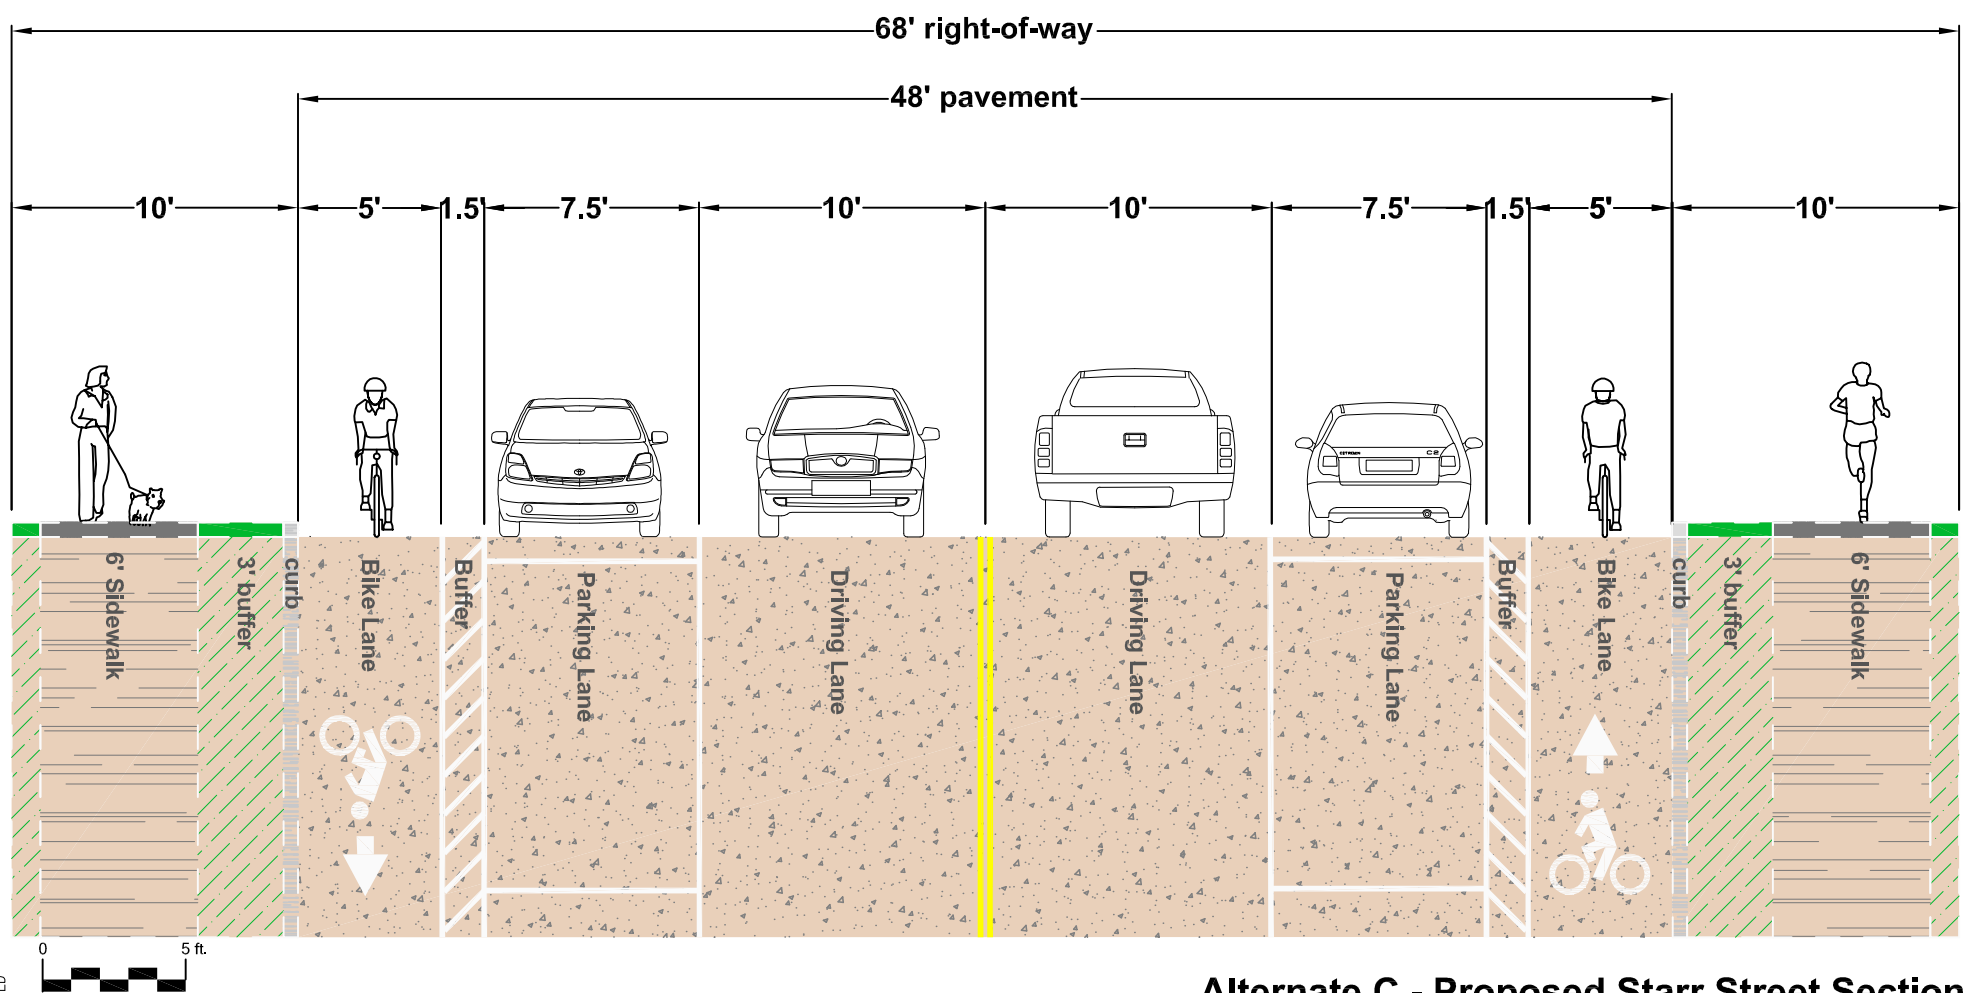 68' right-of-way
48' pavement
10' 5' 1.5' 7.5' 10' 10' 7.5' 1.5' 5' 10'
C2
6' Sidewalk
3' buffer
curb
Bike Lane
Buffer
Parking Lane
Driving Lane
Driving Lane
Parking Lane
Buffer
Bike Lane
curb
3' buffer
6' Sidewalk
0 5 ft.
Alternate C - Proposed Starr Street Section